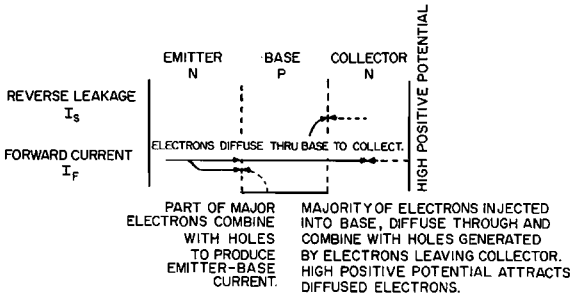 EMITTER
N
BASE
P
COLLECTOR
N
HIGH POSITIVE POTENTIAL
REVERSE LEAKAGE
I_S
ELECTRONS DIFFUSE THRU BASE TO COLLECT.
FORWARD CURRENT
I_F
PART OF MAJOR
ELECTRONS COMBINE
WITH HOLES
TO PRODUCE
EMITTER-BASE
CURRENT.
MAJORITY OF ELECTRONS INJECTED
INTO BASE, DIFFUSE THROUGH AND
COMBINE WITH HOLES GENERATED
BY ELECTRONS LEAVING COLLECTOR.
HIGH POSITIVE POTENTIAL ATTRACTS
DIFFUSED ELECTRONS.